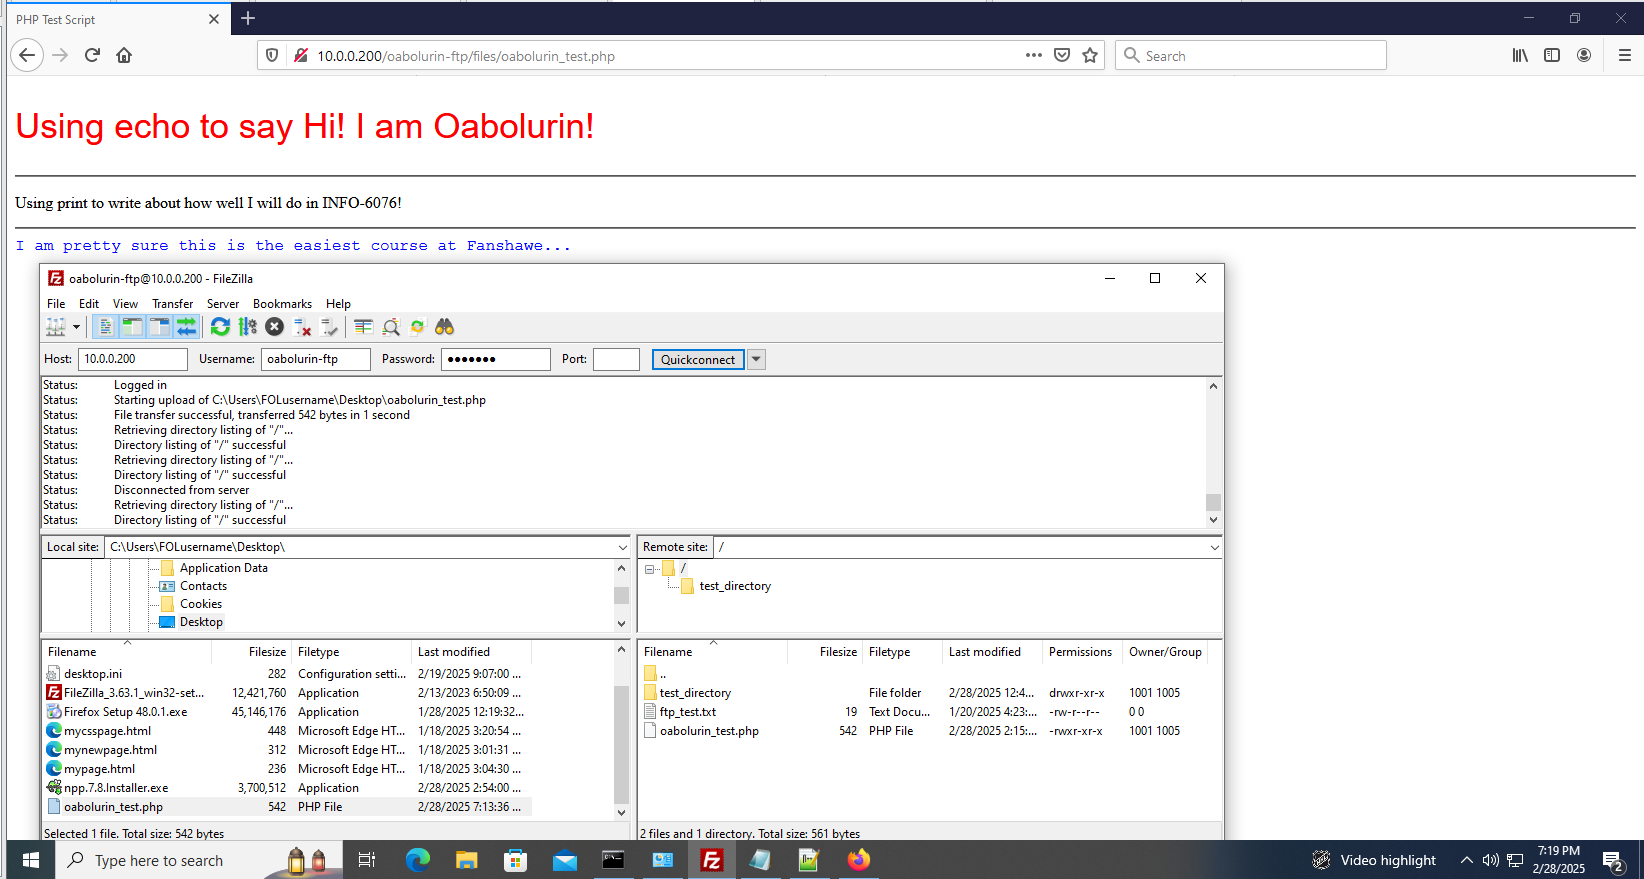 PHP Test Script
10.0.0.200/oabolurin-ftp/files/oabolurin_test.php
Search
Using echo to say Hi! I am Oabolurin!
Using print to write about how well I will do in INFO-6076!
I am pretty sure this is the easiest course at Fanshawe...
oabolurin-ftp@10.0.0.200 - FileZilla
File Edit View Transfer Server Bookmarks Help
Host: 10.0.0.200 Username: oabolurin-ftp Password: ●●●●●●● Port: Quickconnect
Status: Logged in
Status: Starting upload of C:\Users\FOLusername\Desktop\oabolurin_test.php
Status: File transfer successful, transferred 542 bytes in 1 second
Status: Retrieving directory listing of "/"...
Status: Directory listing of "/" successful
Status: Retrieving directory listing of "/"...
Status: Directory listing of "/" successful
Status: Disconnected from server
Status: Retrieving directory listing of "/"...
Status: Directory listing of "/" successful
Local site: C:\Users\FOLusername\Desktop\
Application Data
Contacts
Cookies
Desktop
Remote site: /
/
test_directory
Filename Filesize Filetype Last modified
desktop.ini 282 Configuration setti... 2/19/2025 9:07:00 ...
FileZilla_3.63.1_win32-set... 12,421,760 Application 2/13/2023 6:50:09 ...
Firefox Setup 48.0.1.exe 45,146,176 Application 1/28/2025 12:19:32...
mycsspage.html 448 Microsoft Edge HT... 1/18/2025 3:20:54 ...
mynewpage.html 312 Microsoft Edge HT... 1/18/2025 3:01:31 ...
mypage.html 236 Microsoft Edge HT... 1/18/2025 3:04:30 ...
npp.7.8.Installer.exe 3,700,512 Application 2/28/2025 2:54:00 ...
oabolurin_test.php 542 PHP File 2/28/2025 7:13:36 ...
Selected 1 file. Total size: 542 bytes
Filename Filesize Filetype Last modified Permissions Owner/Group
..
test_directory File folder 2/28/2025 12:4... drwxr-xr-x 1001 1005
ftp_test.txt 19 Text Docu... 1/20/2025 4:23:... -rw-r--r-- 0 0
oabolurin_test.php 542 PHP File 2/28/2025 2:15:... -rwxr-xr-x 1001 1005
2 files and 1 directory. Total size: 561 bytes
Type here to search
Video highlight
7:19 PM
2/28/2025
2